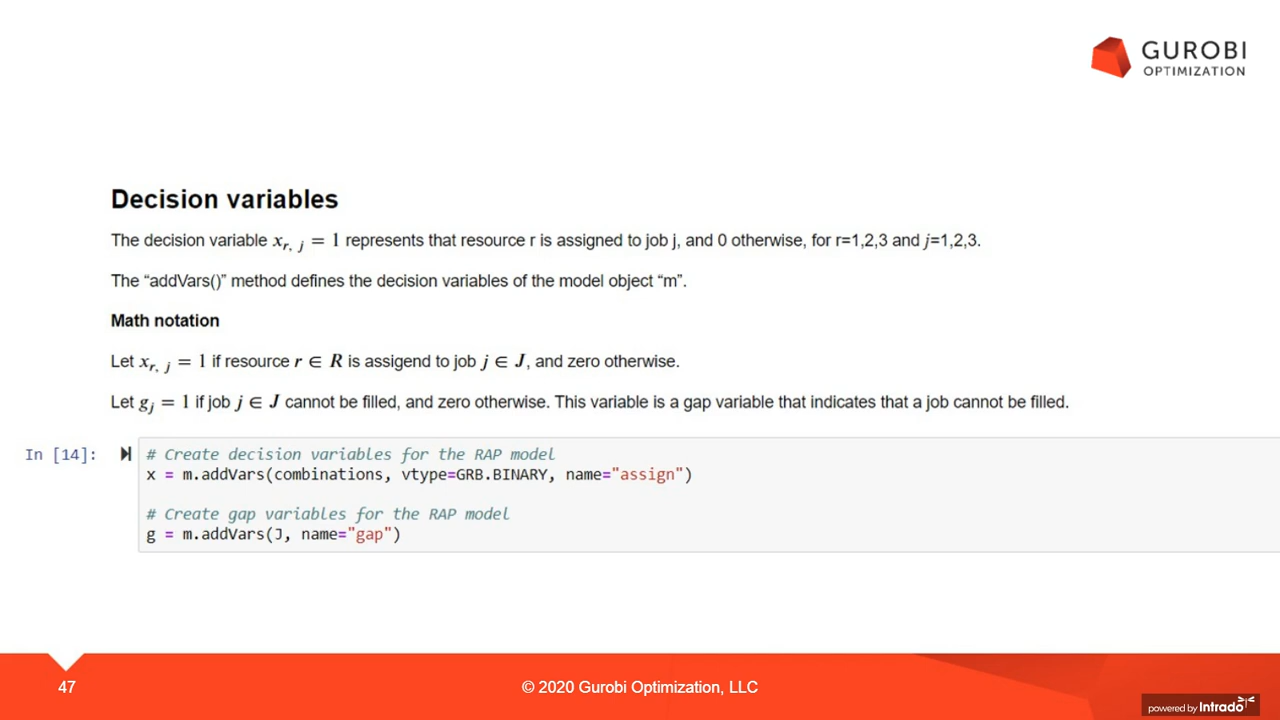 GUROBI
OPTIMIZATION
Decision variables
The decision variable x_{r, j} = 1 represents that resource r is assigned to job j, and 0 otherwise, for r=1,2,3 and j=1,2,3.
The “addVars()” method defines the decision variables of the model object “m”.
Math notation
Let x_{r, j} = 1 if resource r ∈ R is assigend to job j ∈ J, and zero otherwise.
Let g_j = 1 if job j ∈ J cannot be filled, and zero otherwise. This variable is a gap variable that indicates that a job cannot be filled.
In [14]: # Create decision variables for the RAP model
x = m.addVars(combinations, vtype=GRB.BINARY, name="assign")
# Create gap variables for the RAP model
g = m.addVars(J, name="gap")
47
© 2020 Gurobi Optimization, LLC
powered by Intrado